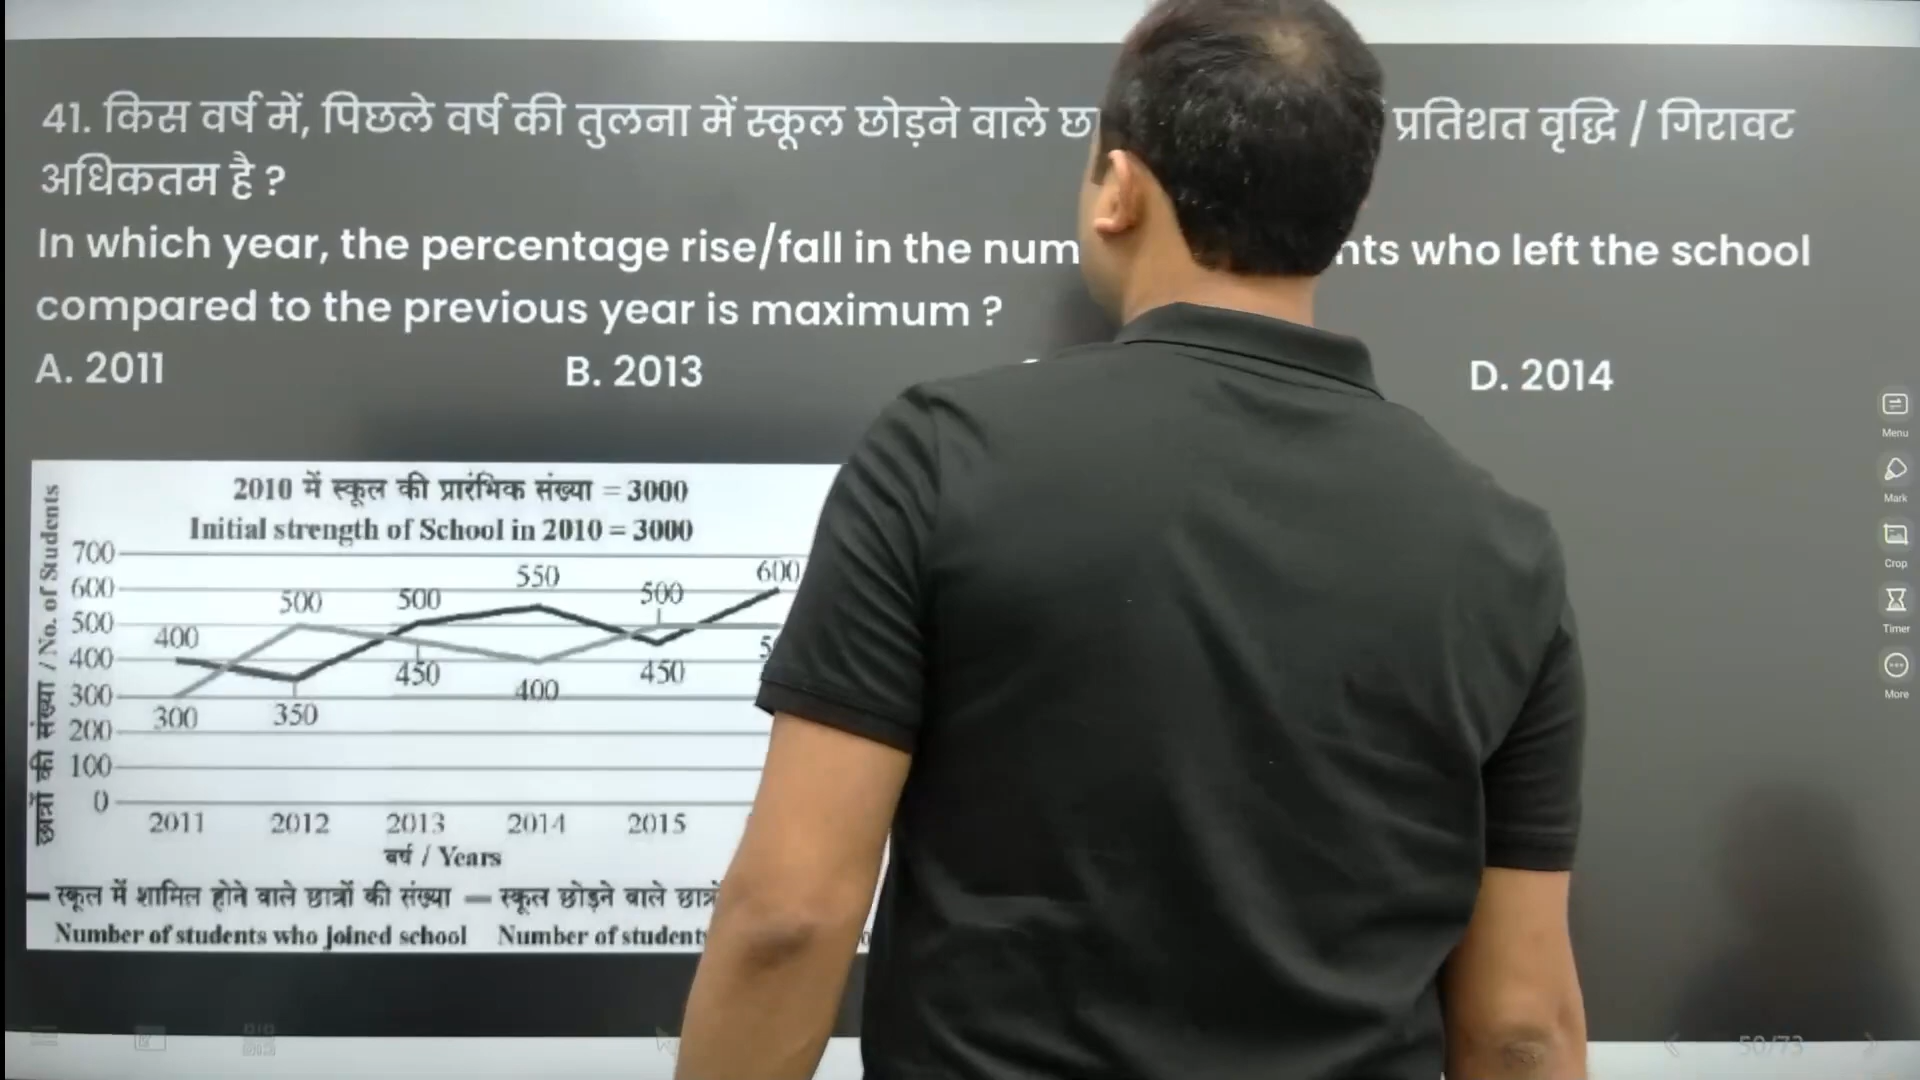 41. किस वर्ष में, पिछले वर्ष की तुलना में स्कूल छोड़ने वाले प्रतिशत वृद्धि / गिरावट
अधिकतम है ?
In which year, the percentage rise/fall in the who left the school
compared to the previous year is maximum ?
A. 2011 B. 2013 D. 2014
2010 में स्कूल की प्रारंभिक संख्या = 3000
Initial strength of School in 2010 = 3000
छात्रों की संख्या / No. of Students
700
600
500
400
300
200
100
0
400 500 500 550 500 600
300 350 450 400 450
2011 2012 2013 2014 2015
वर्ष / Years
स्कूल में शामिल होने वाले छात्रों की संख्या स्कूल छोड़ने वाले
Number of students who joined school Number of
Menu
Mark
Crop
Timer
More
50/73